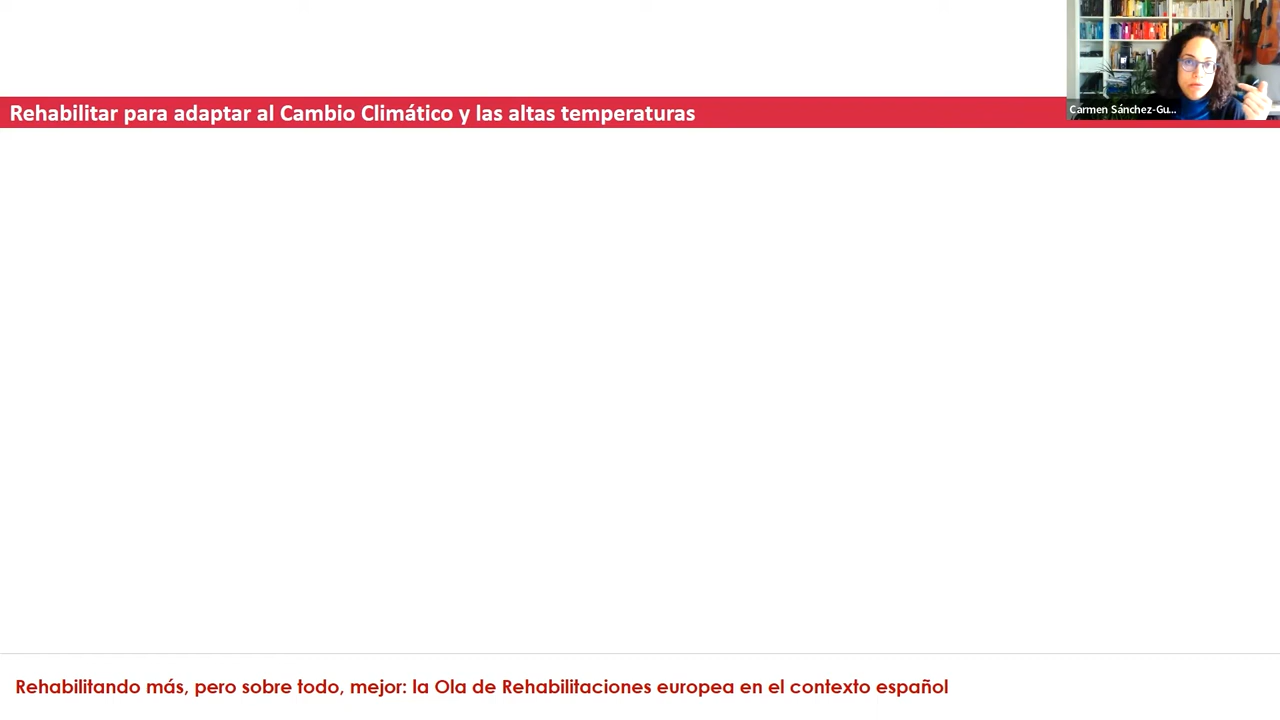 Rehabilitar para adaptar al Cambio Climático y las altas temperaturas
Carmen Sánchez-Gu...
Rehabilitando más, pero sobre todo, mejor: la Ola de Rehabilitaciones europea en el contexto español